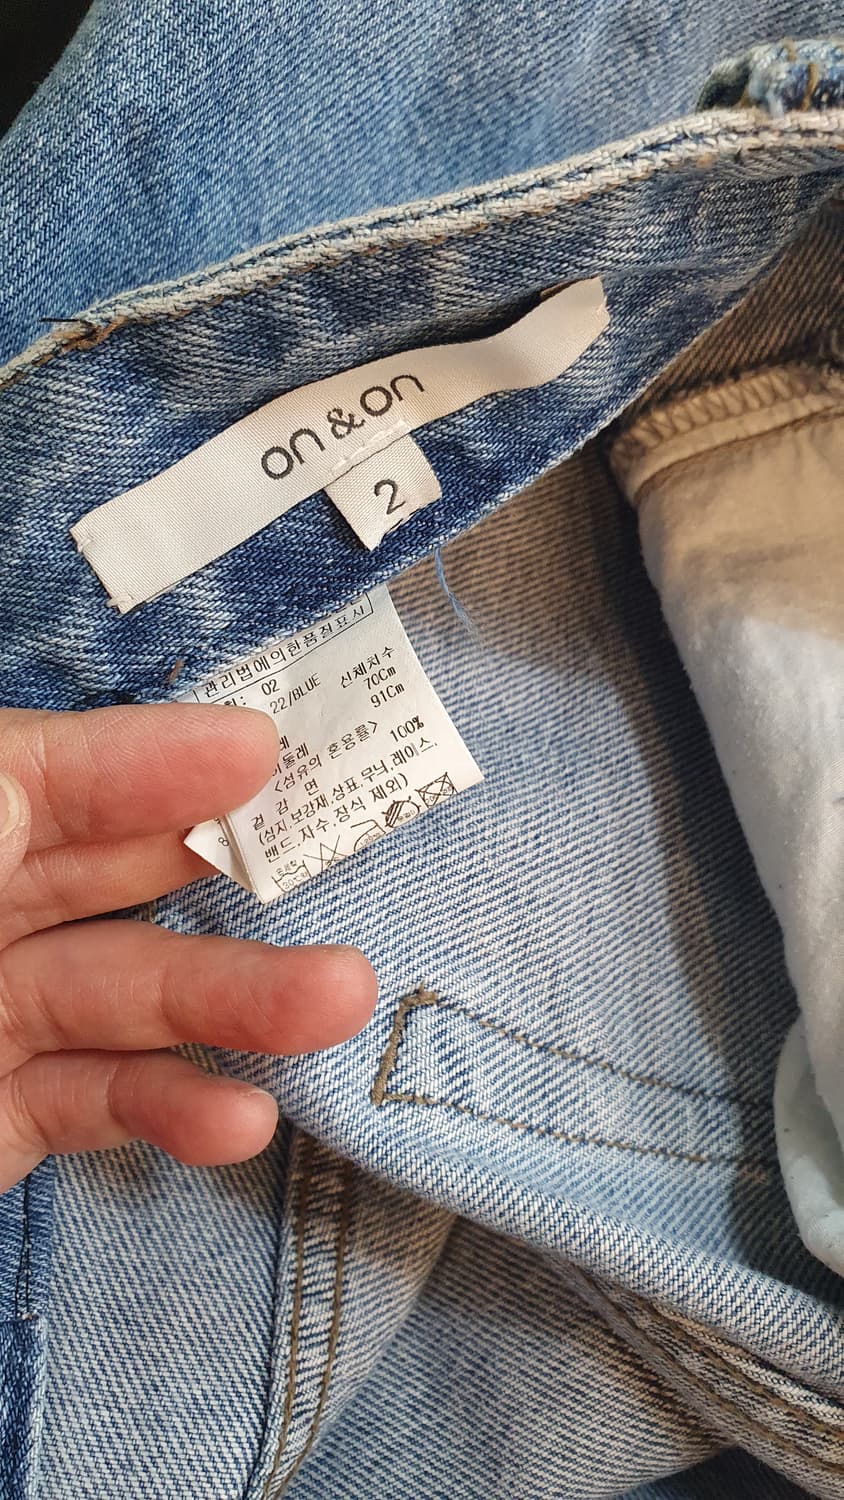 on & on
2
관리법에의한품질표시
02
22/BLUE 신체치수
70Cm
91Cm
<섬유의 혼용률>
겉 감 면 100%
(심지,보강재,상표,무늬,레이스,
밴드,자수,장식 제외)